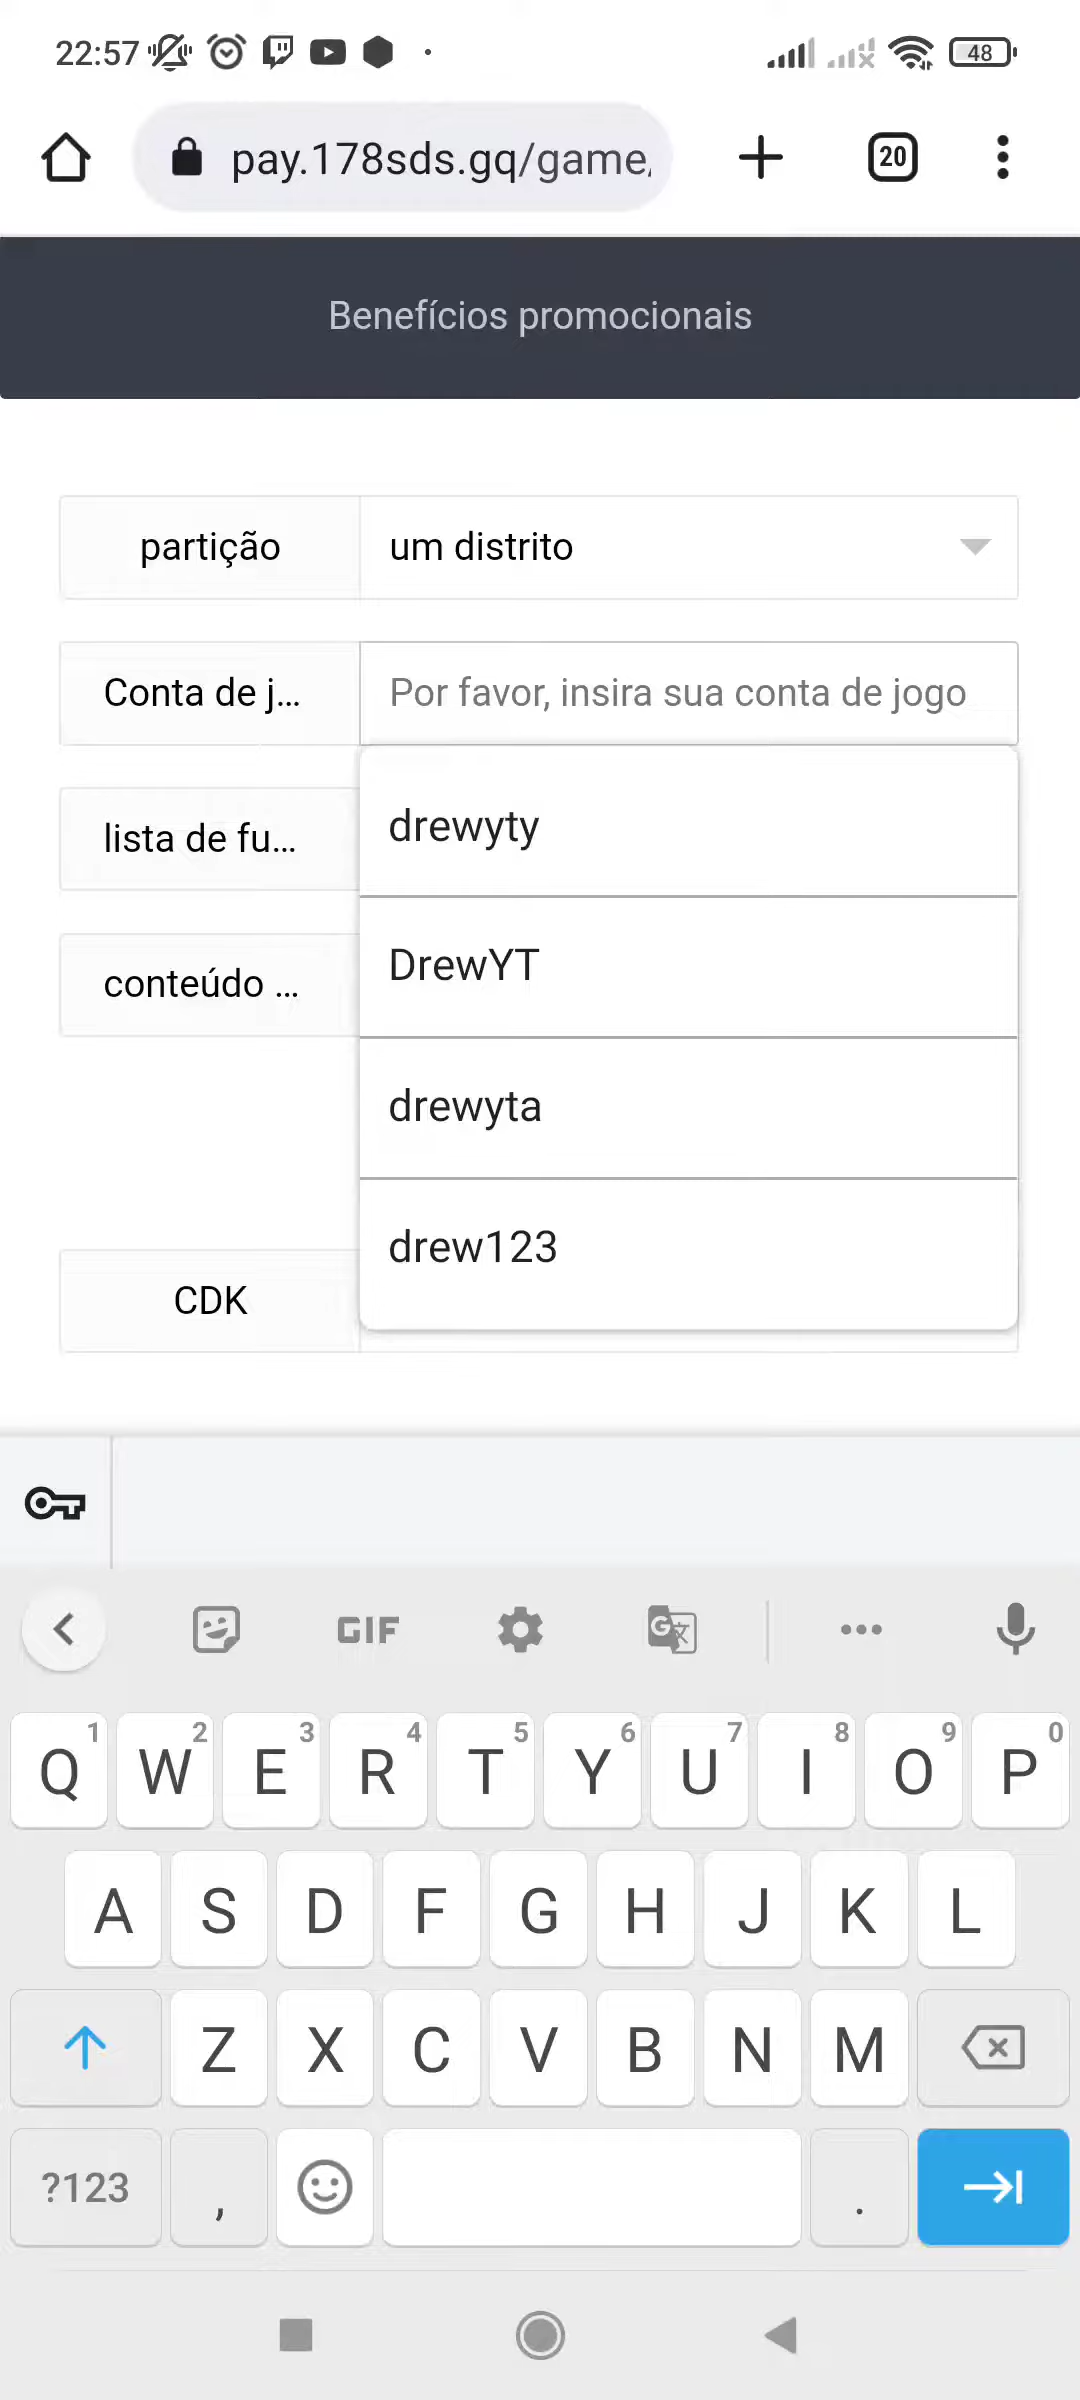 22:57
48
pay.178sds.gq/game,
20
Benefícios promocionais
partição
um distrito
Conta de j...
Por favor, insira sua conta de jogo
drewyty
lista de fu...
DrewYT
conteúdo ...
drewyta
drew123
CDK
GIF
G 文
1 2 3 4 5 6 7 8 9 0
Q W E R T Y U I O P
A S D F G H J K L
Z X C V B N M
?123 , .